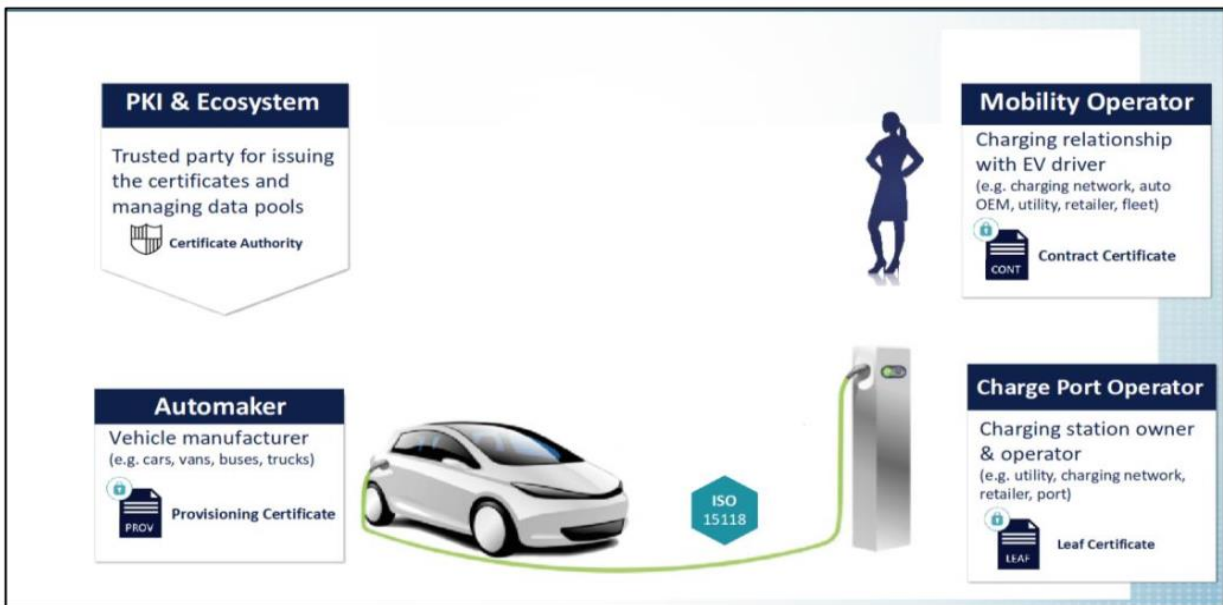 PKI & Ecosystem
Trusted party for issuing
the certificates and
managing data pools
Certificate Authority
Mobility Operator
Charging relationship
with EV driver
(e.g. charging network, auto
OEM, utility, retailer, fleet)
CONT
Contract Certificate
Automaker
Vehicle manufacturer
(e.g. cars, vans, buses, trucks)
PROV
Provisioning Certificate
ISO
15118
Charge Port Operator
Charging station owner
& operator
(e.g. utility, charging network,
retailer, port)
LEAF
Leaf Certificate